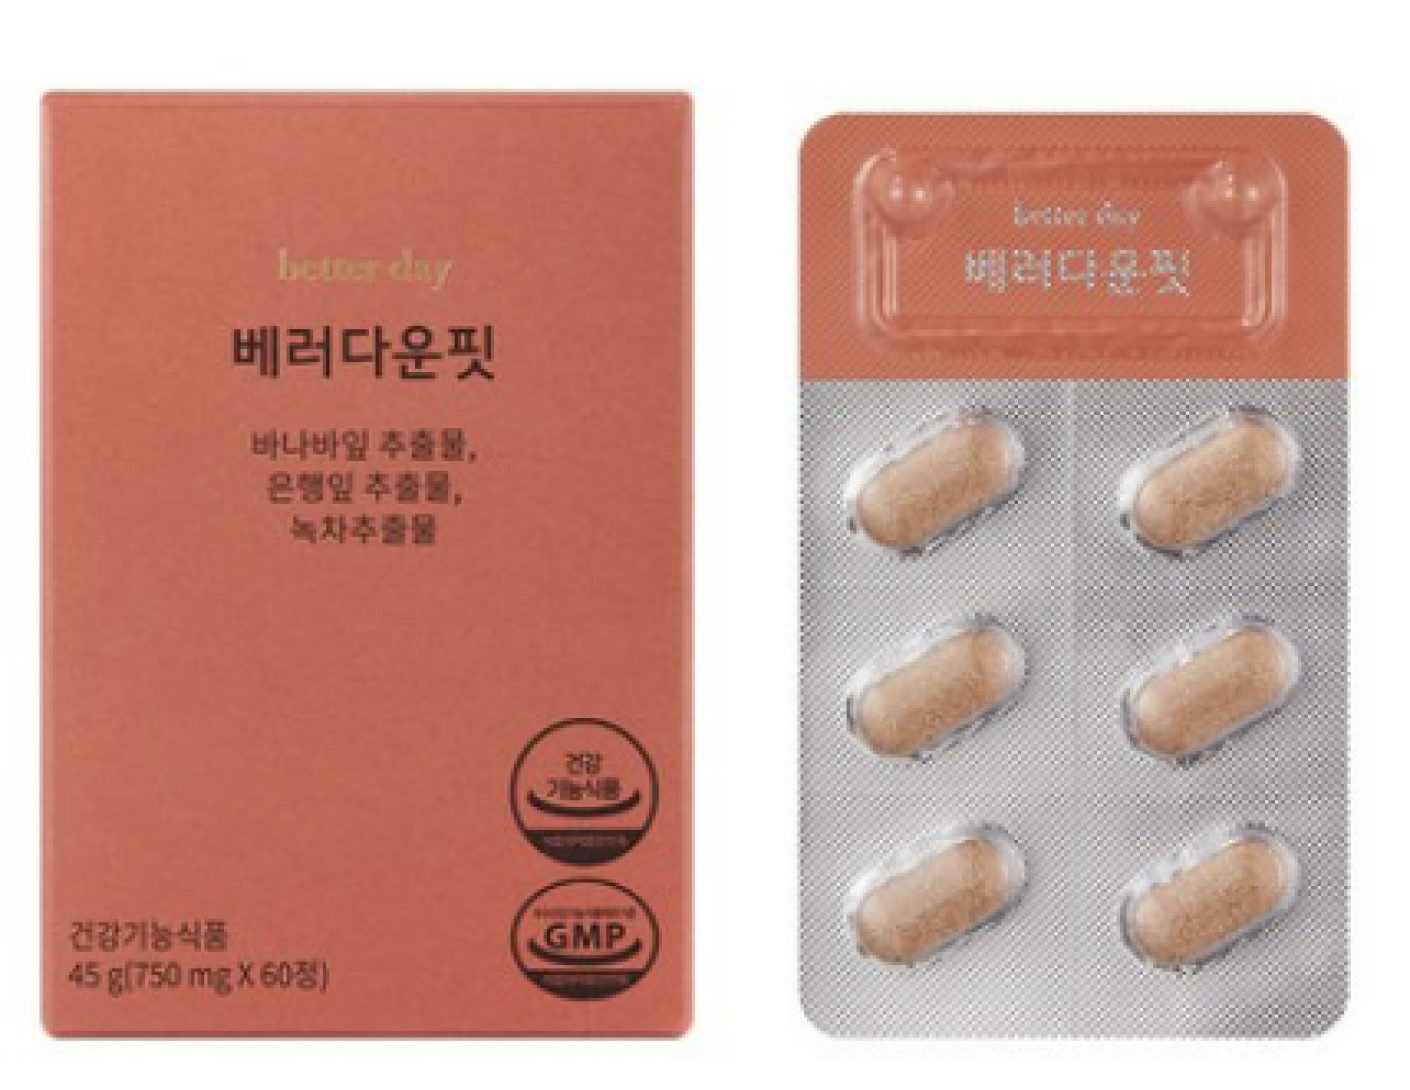 better day
베러다운핏
바나바잎 추출물,
은행잎 추출물,
녹차추출물
건강
기능식품
GMP
건강기능식품
45 g(750 mg X 60정)
better day
베러다운핏